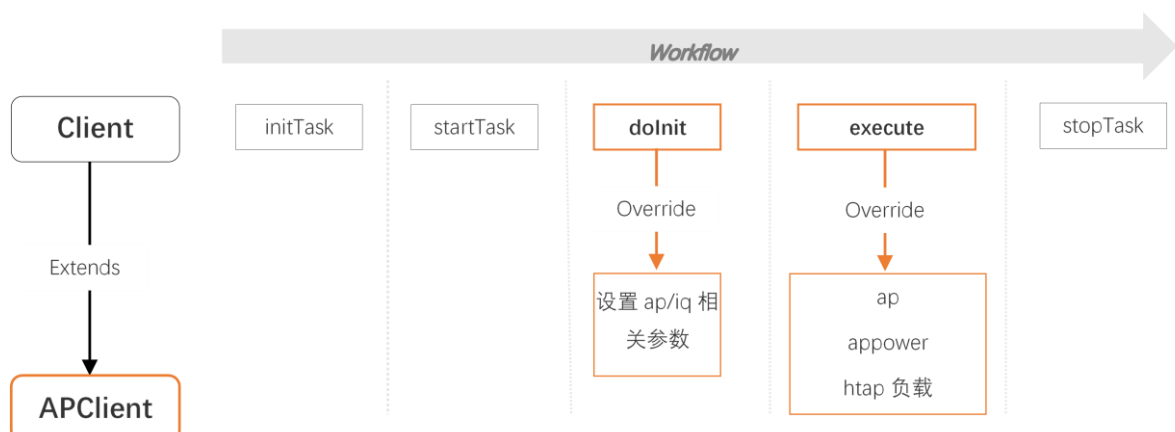 Workflow
Client
initTask
startTask
doInit
execute
stopTask
Override
Override
Extends
设置 ap/iq 相
关参数
ap
appower
htap 负载
APClient